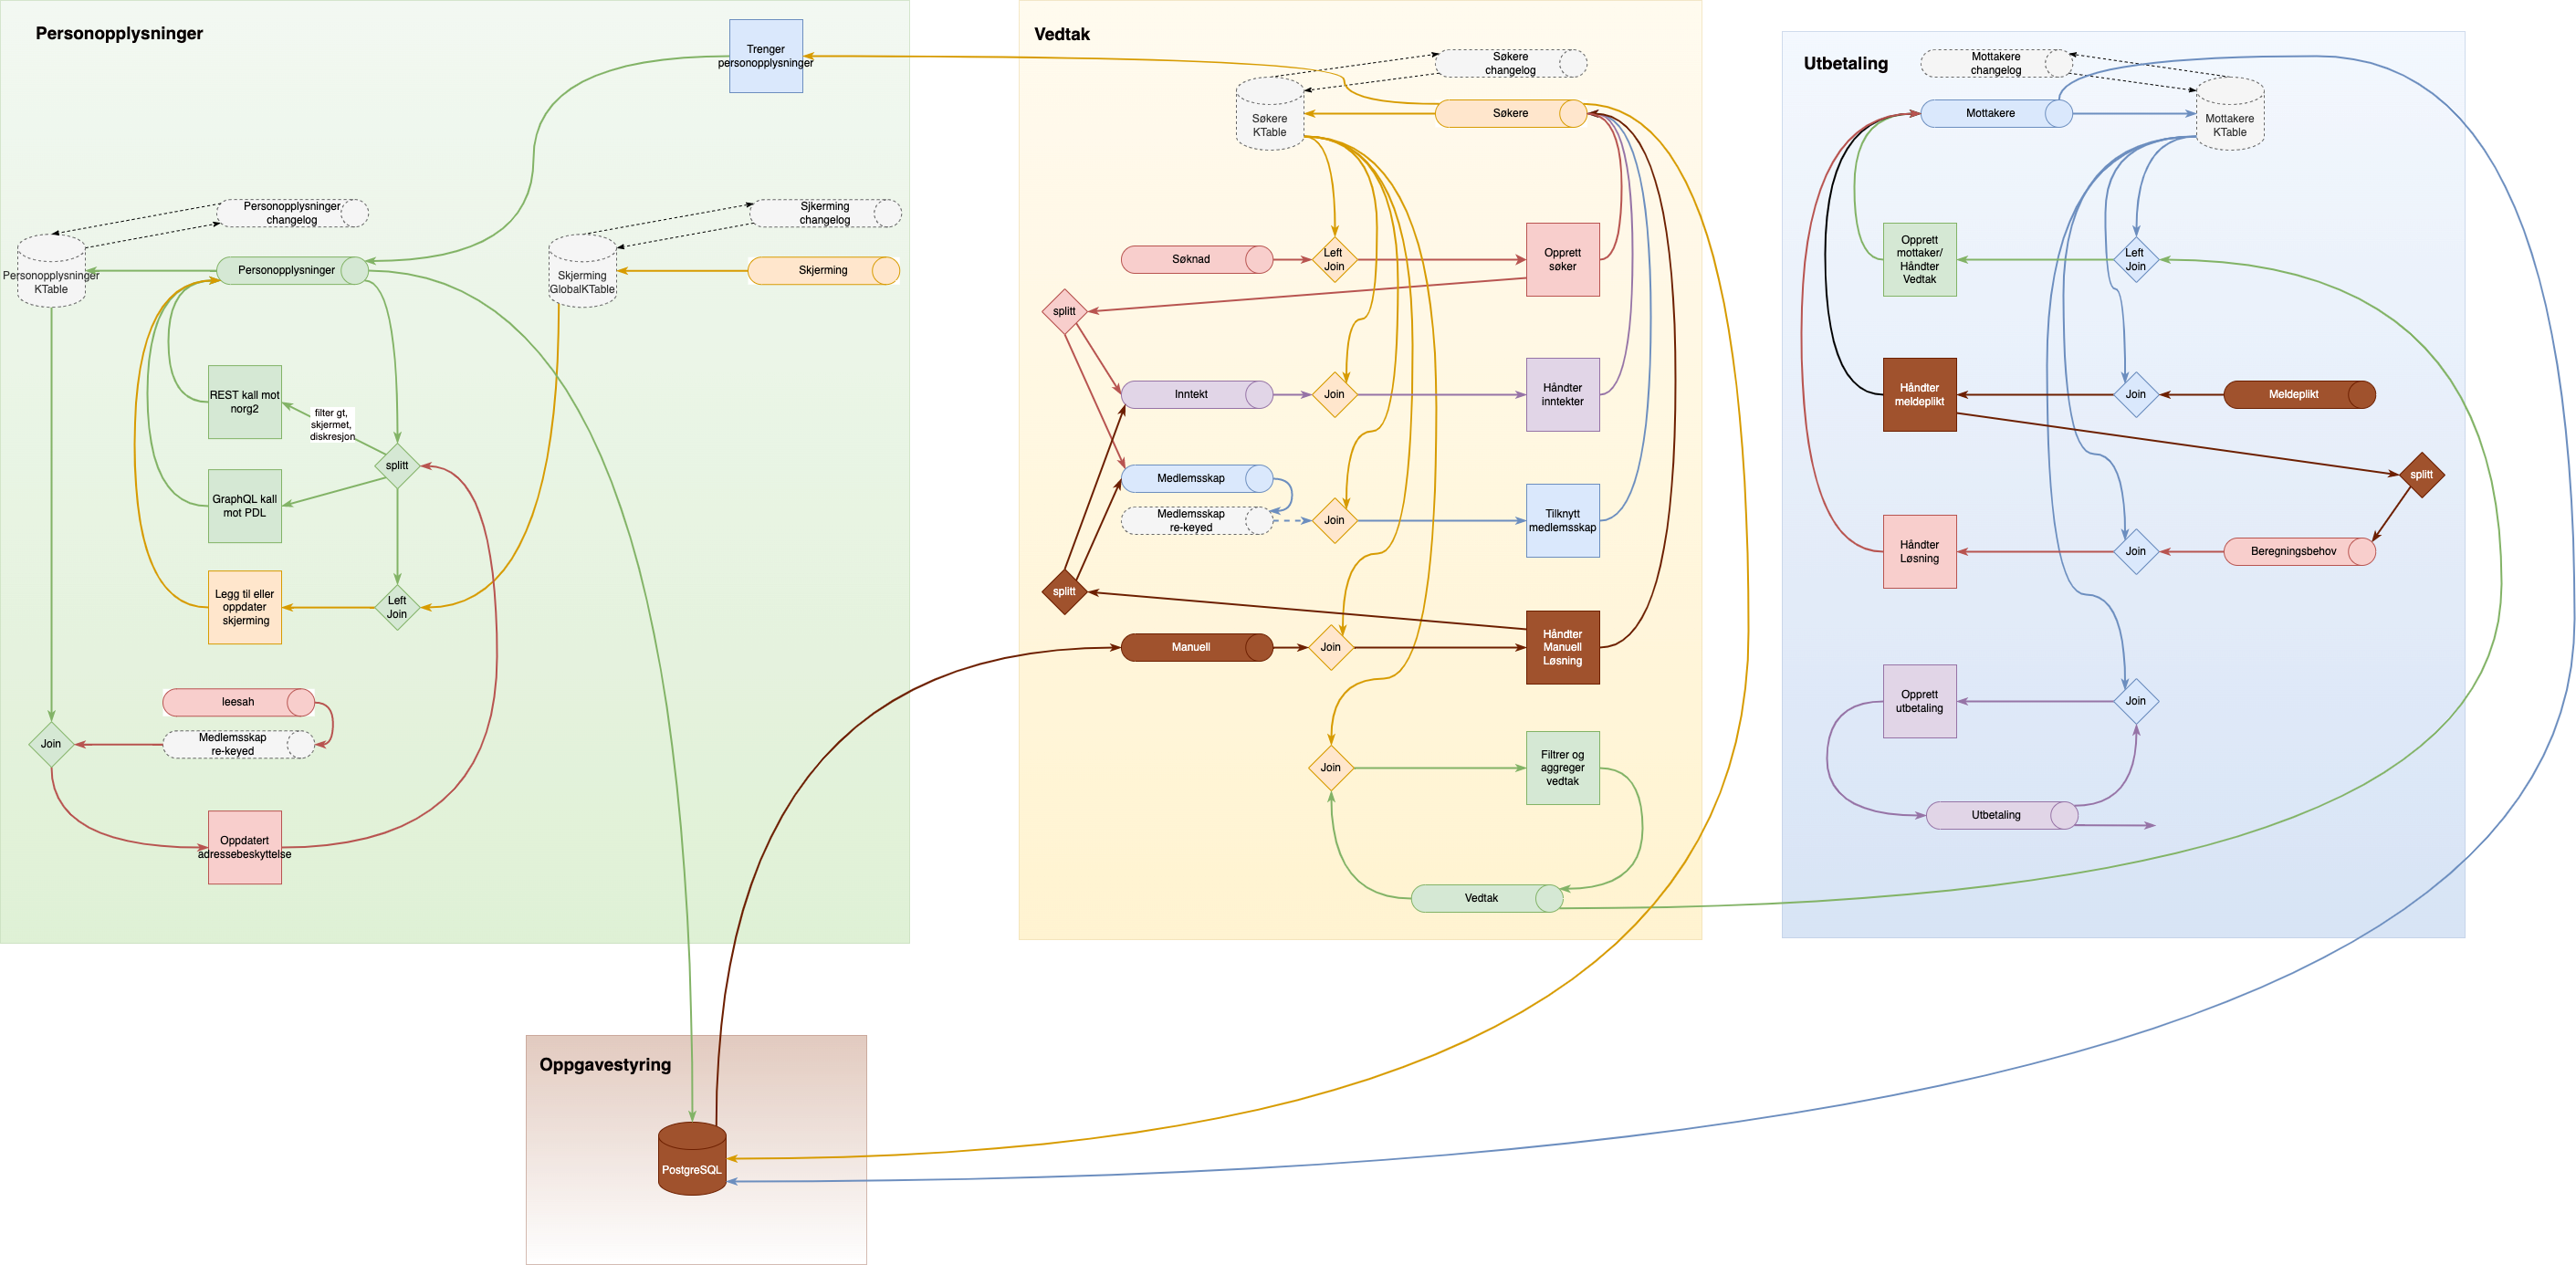 Personopplysninger
Trenger
personopplysninger
Personopplysninger
changelog
Sjkerming
changelog
Personopplysninger
KTable
Personopplysninger
Skjerming
GlobalKTable
Skjerming
REST kall mot
norg2
filter gt,
skjermet,
diskresjon
splitt
GraphQL kall
mot PDL
Legg til eller
oppdater
skjerming
Left
Join
leesah
Medlemsskap
re-keyed
Join
Oppdatert
adressebeskyttelse
Vedtak
Søkere
changelog
Søkere
KTable
Søkere
Søknad
Left
Join
Opprett
søker
splitt
Inntekt
Join
Håndter
inntekter
Medlemsskap
Medlemsskap
re-keyed
Join
Tilknytt
medlemsskap
splitt
Manuell
Join
Håndter
Manuell
Løsning
Join
Filtrer og
aggreger
vedtak
Vedtak
Utbetaling
Mottakere
changelog
Mottakere
Mottakere
KTable
Opprett
mottaker/
Håndter
Vedtak
Left
Join
Håndter
meldeplikt
Join
Meldeplikt
splitt
Håndter
Løsning
Join
Beregningsbehov
Opprett
utbetaling
Join
Utbetaling
Oppgavestyring
PostgreSQL